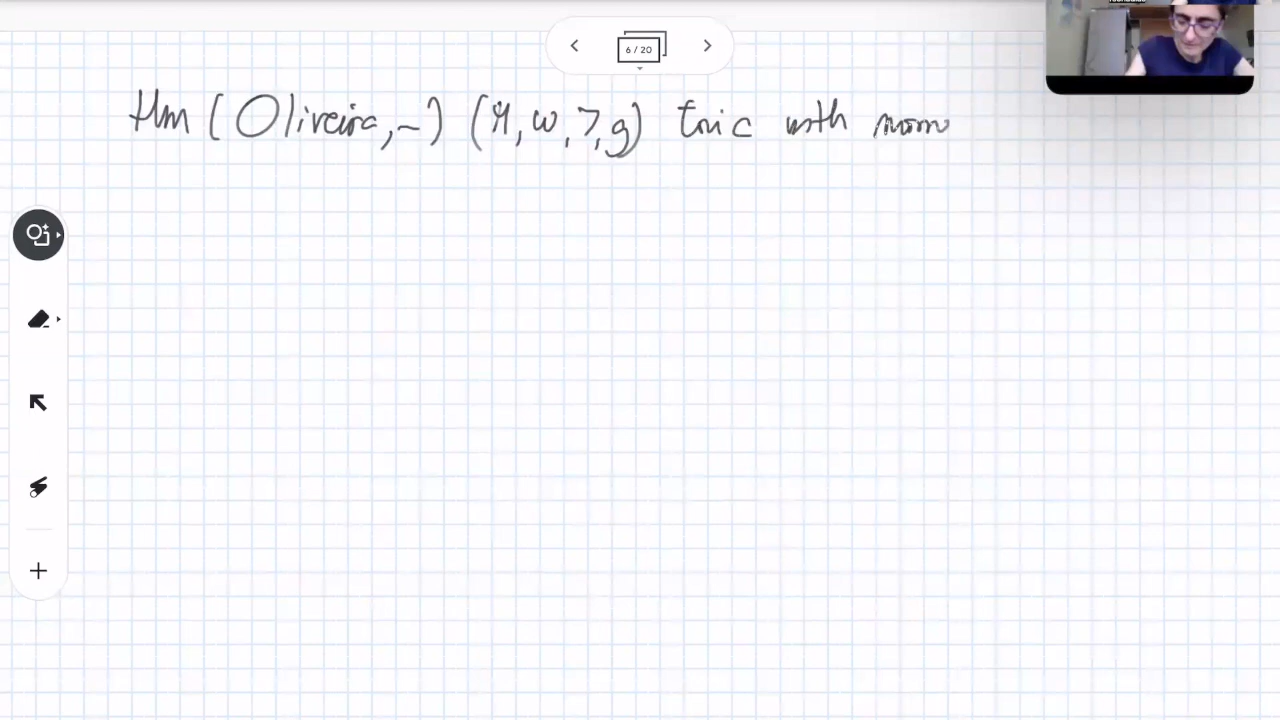 6 / 20
Thm (Oliveira, ~) (M, ω, J, g) toric with mom